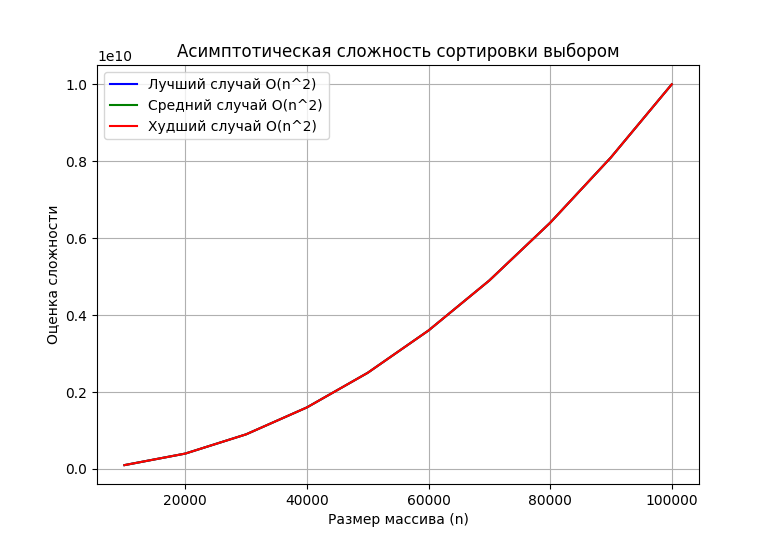 Асимптотическая сложность сортировки выбором
1e10
Лучший случай O(n^2)
Средний случай O(n^2)
Худший случай O(n^2)
1.0
0.8
0.6
0.4
0.2
0.0
Оценка сложности
20000 40000 60000 80000 100000
Размер массива (n)